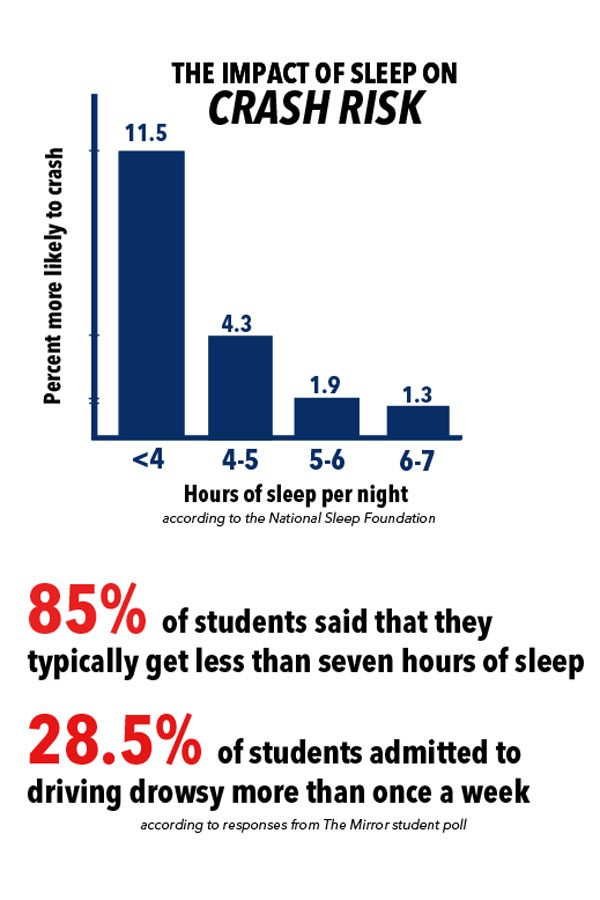 THE IMPACT OF SLEEP ON
CRASH RISK
Percent more likely to crash
11.5
4.3
1.9
1.3
<4
4-5
5-6
6-7
Hours of sleep per night
according to the National Sleep Foundation
85% of students said that they
typically get less than seven hours of sleep
28.5% of students admitted to
driving drowsy more than once a week
according to responses from The Mirror student poll